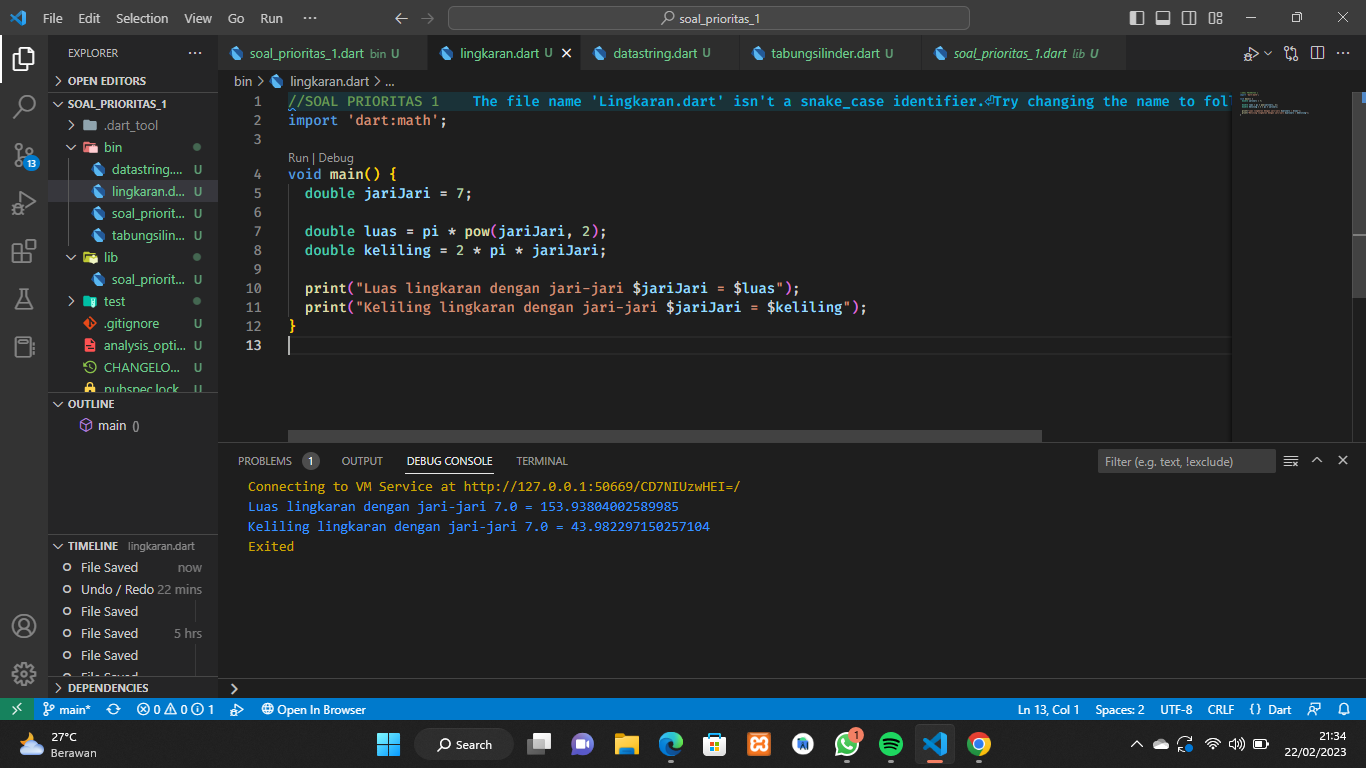 File Edit Selection View Go Run ··· soal_prioritas_1
EXPLORER ···
OPEN EDITORS
SOAL_PRIORITAS_1
.dart_tool
bin
datastring.... U
lingkaran.d... U
soal_priorit... U
tabungsilin... U
lib
soal_priorit... U
test
.gitignore U
analysis_opti... U
CHANGELO... U
pubspec.lock U
OUTLINE
main ()
TIMELINE lingkaran.dart
File Saved now
Undo / Redo 22 mins
File Saved
File Saved 5 hrs
File Saved
File Saved
DEPENDENCIES
soal_prioritas_1.dart bin U lingkaran.dart U datastring.dart U tabungsilinder.dart U soal_prioritas_1.dart lib U
bin > lingkaran.dart > ...
1 //SOAL PRIORITAS 1 The file name 'Lingkaran.dart' isn't a snake_case identifier.⏎Try changing the name to fol
2 import 'dart:math';
3
Run | Debug
4 void main() {
5 double jariJari = 7;
6
7 double luas = pi * pow(jariJari, 2);
8 double keliling = 2 * pi * jariJari;
9
10 print("Luas lingkaran dengan jari-jari $jariJari = $luas");
11 print("Keliling lingkaran dengan jari-jari $jariJari = $keliling");
12 }
13
PROBLEMS 1 OUTPUT DEBUG CONSOLE TERMINAL Filter (e.g. text, !exclude)
Connecting to VM Service at http://127.0.0.1:50669/CD7NIUzwHEI=/
Luas lingkaran dengan jari-jari 7.0 = 153.93804002589985
Keliling lingkaran dengan jari-jari 7.0 = 43.982297150257104
Exited
13
main* 0 0 1 Open In Browser Ln 13, Col 1 Spaces: 2 UTF-8 CRLF {} Dart
27°C
Berawan
Search
1
21:34
22/02/2023